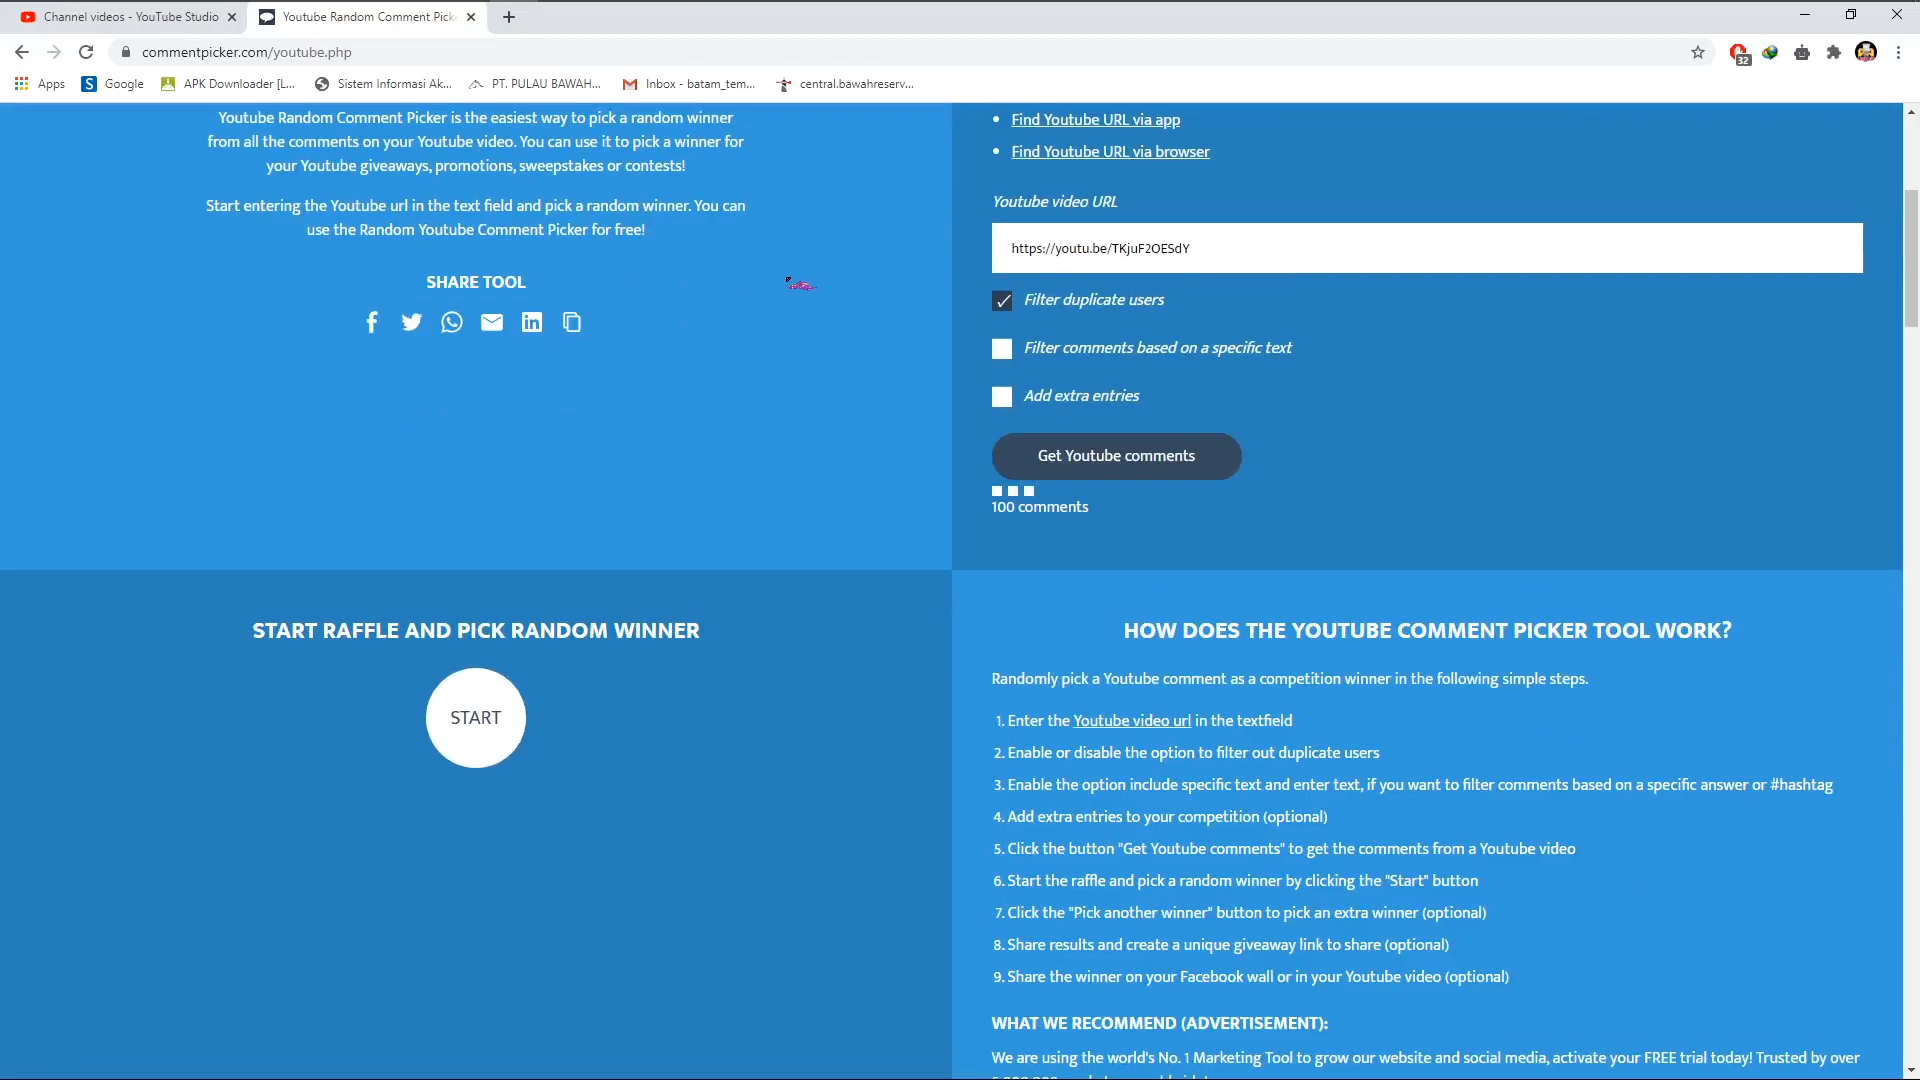 Channel videos - YouTube Studio
Youtube Random Comment Pick
commentpicker.com/youtube.php
32
Apps
Google
APK Downloader [L...
Sistem Informasi Ak...
PT. PULAU BAWAH...
Inbox - batam_tem...
central.bawahreserv...
Youtube Random Comment Picker is the easiest way to pick a random winner
from all the comments on your Youtube video. You can use it to pick a winner for
your Youtube giveaways, promotions, sweepstakes or contests!
Start entering the Youtube url in the text field and pick a random winner. You can
use the Random Youtube Comment Picker for free!
SHARE TOOL
Find Youtube URL via app
Find Youtube URL via browser
Youtube video URL
https://youtu.be/TKjuF2OESdY
Filter duplicate users
Filter comments based on a specific text
Add extra entries
Get Youtube comments
100 comments
START RAFFLE AND PICK RANDOM WINNER
START
HOW DOES THE YOUTUBE COMMENT PICKER TOOL WORK?
Randomly pick a Youtube comment as a competition winner in the following simple steps.
1. Enter the Youtube video url in the textfield
2. Enable or disable the option to filter out duplicate users
3. Enable the option include specific text and enter text, if you want to filter comments based on a specific answer or #hashtag
4. Add extra entries to your competition (optional)
5. Click the button "Get Youtube comments" to get the comments from a Youtube video
6. Start the raffle and pick a random winner by clicking the "Start" button
7. Click the "Pick another winner" button to pick an extra winner (optional)
8. Share results and create a unique giveaway link to share (optional)
9. Share the winner on your Facebook wall or in your Youtube video (optional)
WHAT WE RECOMMEND (ADVERTISEMENT):
We are using the world's No. 1 Marketing Tool to grow our website and social media, activate your FREE trial today! Trusted by over